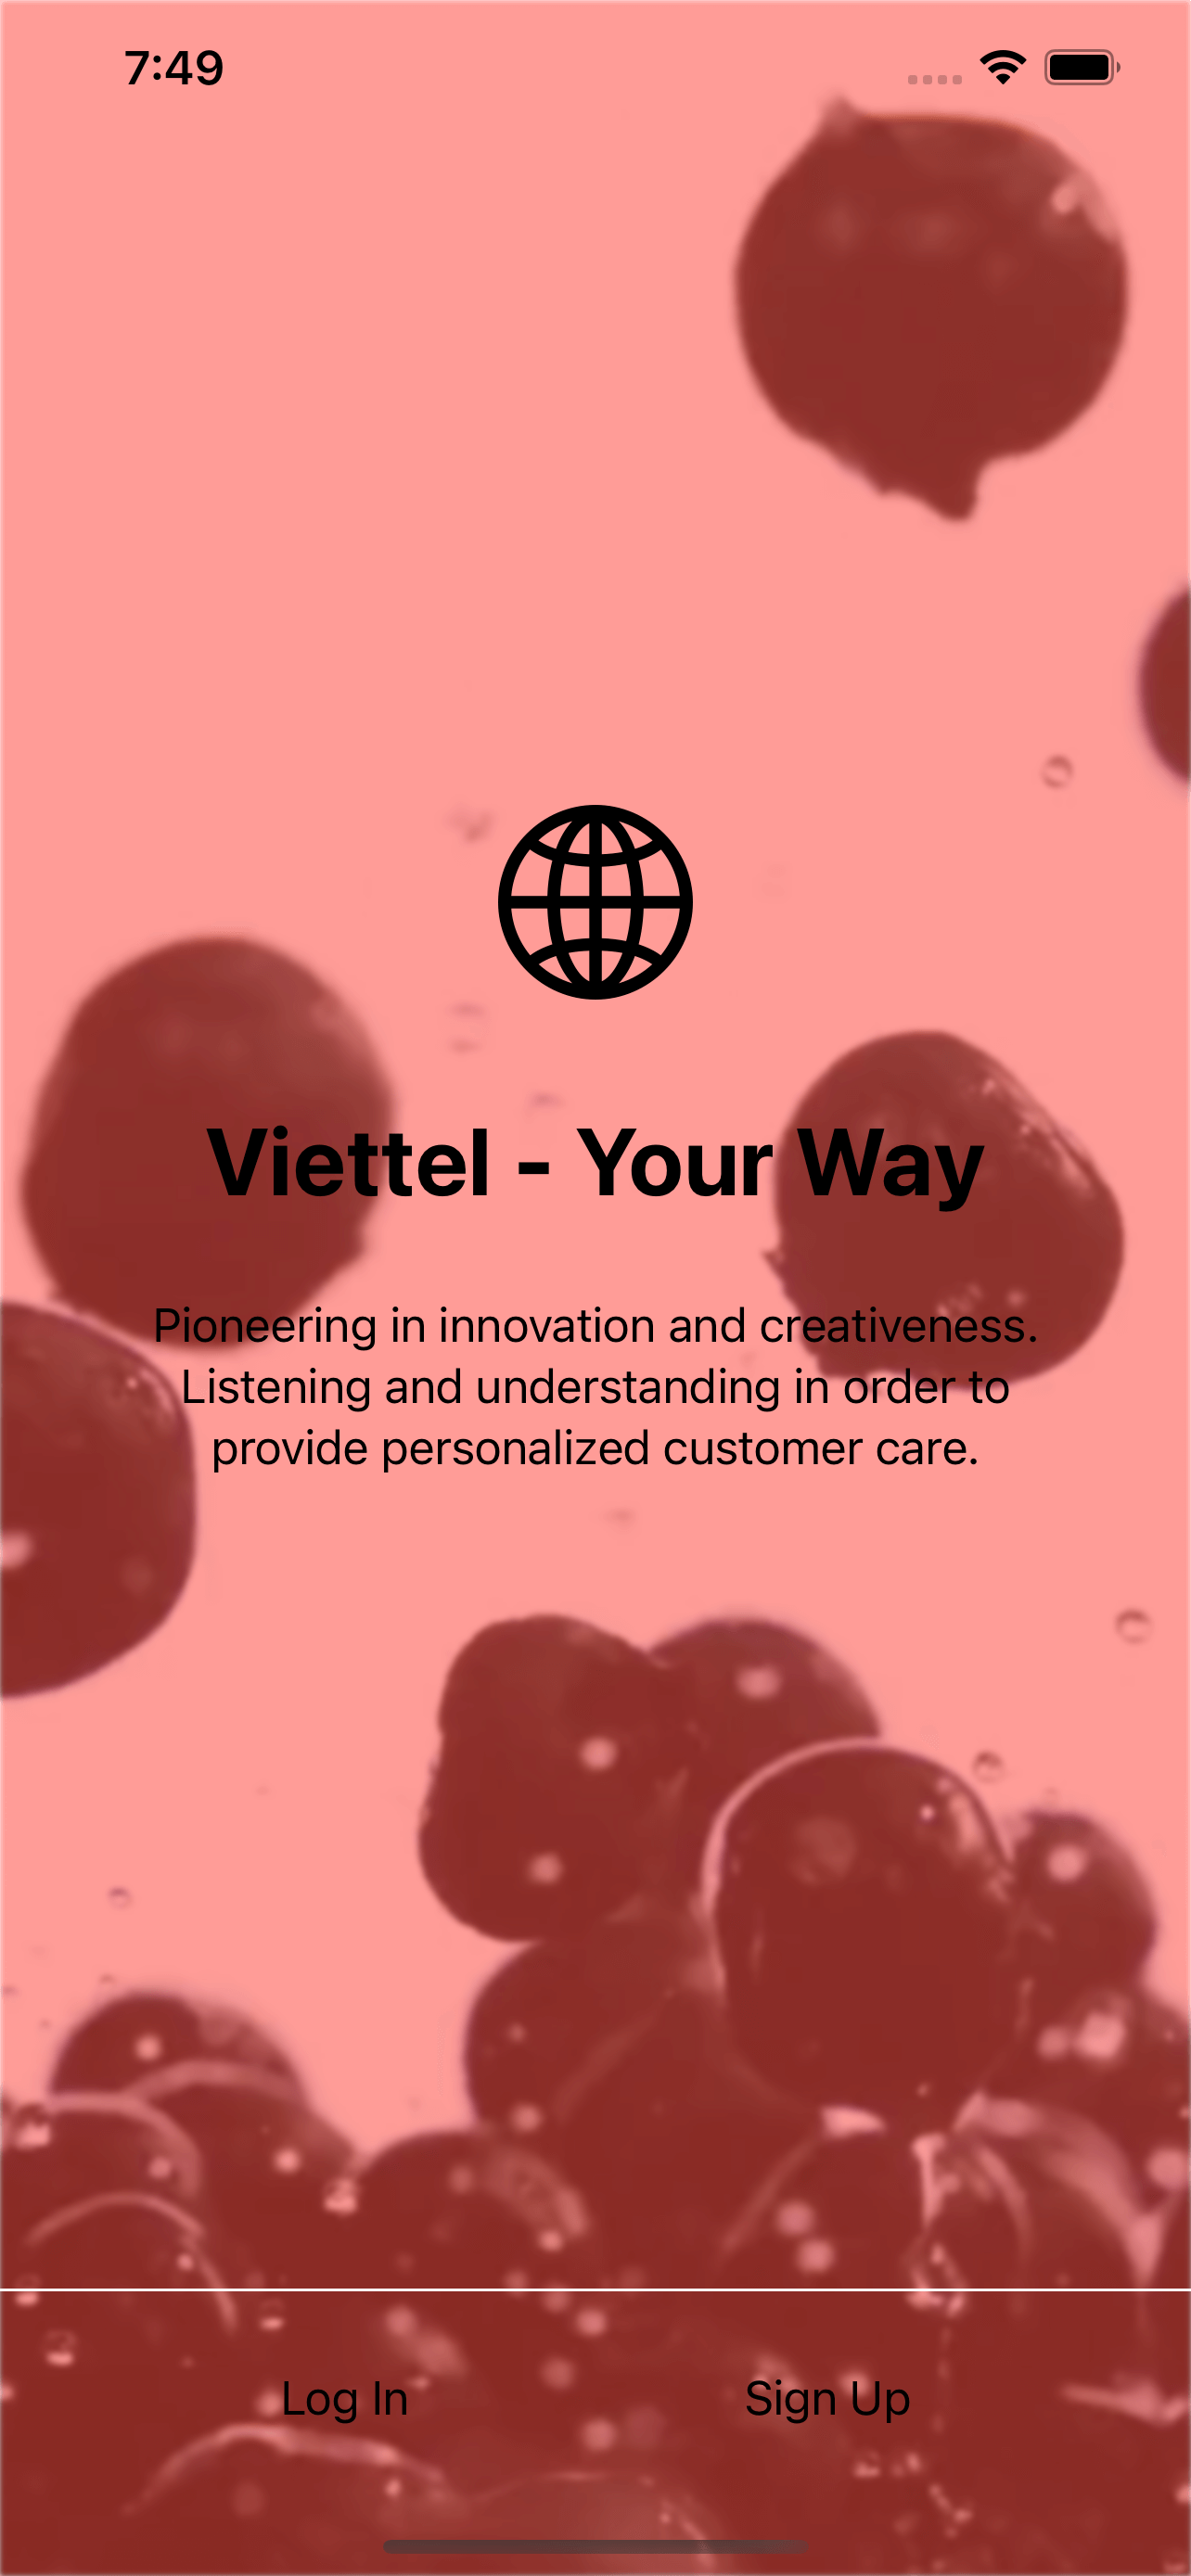 7:49
Viettel - Your Way
Pioneering in innovation and creativeness.
Listening and understanding in order to
provide personalized customer care.
Log In
Sign Up